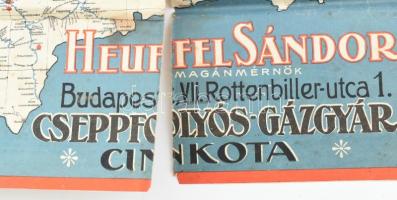 HEUFFEL SÁNDOR
MAGÁNMÉRNÖK
Budapest VII. Rottenbiller-utca 1.
CSEPPFOLYÓS-GÁZGYÁR
CINKOTA